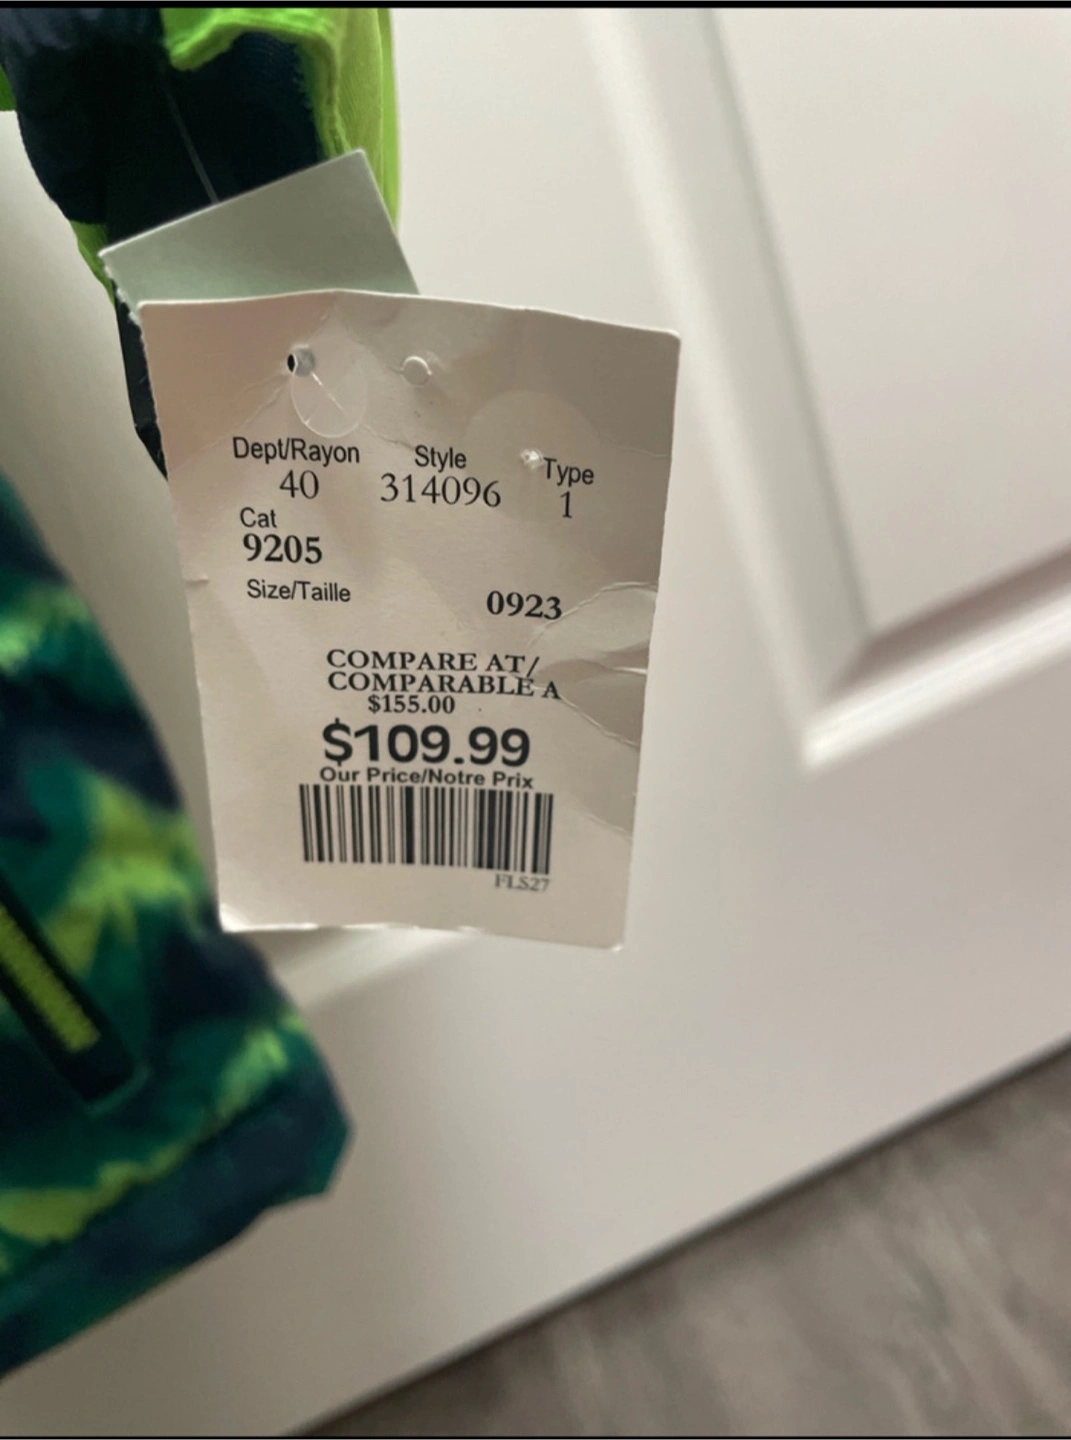 Dept/Rayon Style Type
40 314096 1
Cat
9205
Size/Taille 0923
COMPARE AT/
COMPARABLE A
$155.00
$109.99
Our Price/Notre Prix
FLS27